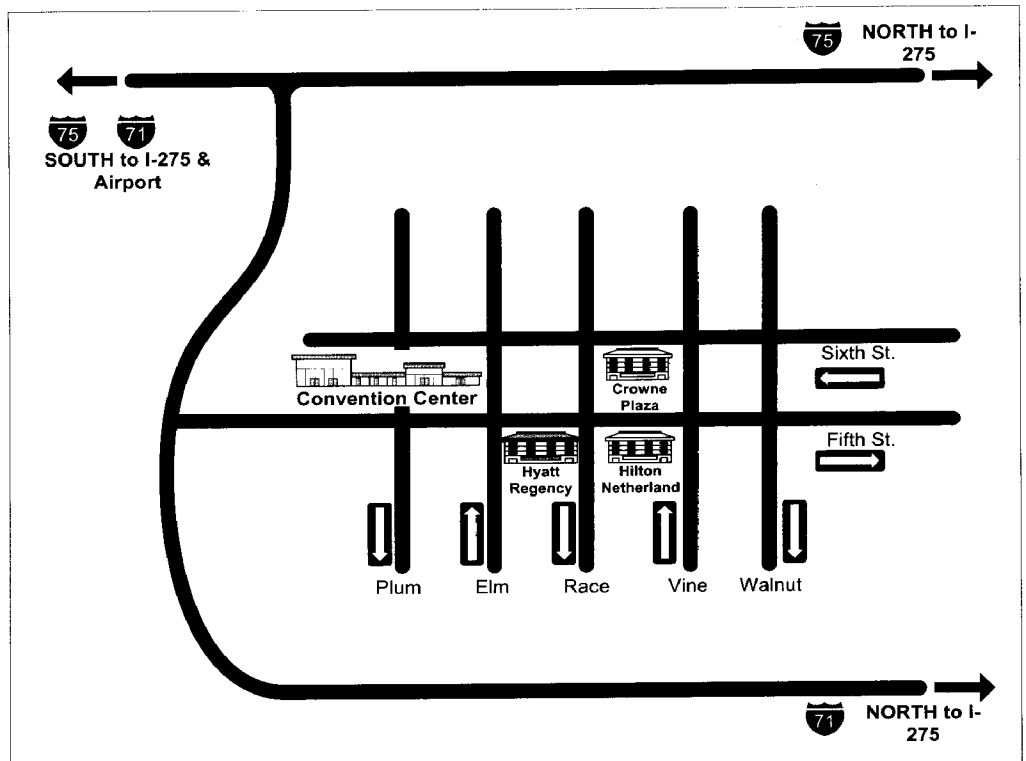 75
NORTH to I-
275
75
71
SOUTH to I-275 &
Airport
Sixth St.
Crowne
Plaza
Convention Center
Fifth St.
Hyatt
Regency
Hilton
Netherland
Plum
Elm
Race
Vine
Walnut
71
NORTH to I-
275